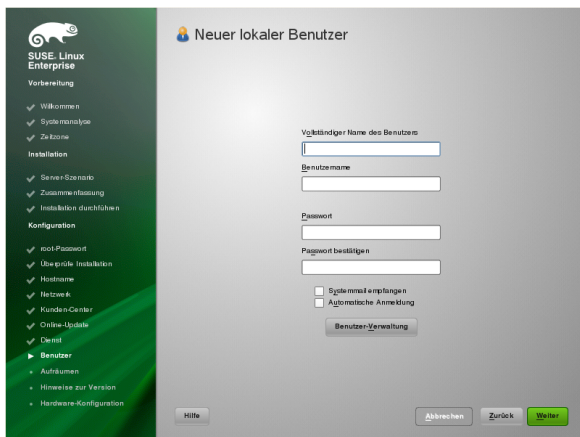 SUSE. Linux
Enterprise
Vorbereitung
Willkommen
Systemanalyse
Zeitzone
Installation
Server-Szenario
Zusammenfassung
Installation durchführen
Konfiguration
root-Passwort
Überprüfe Installation
Hostname
Netzwerk
Kunden-Center
Online-Update
Dienst
Benutzer
Aufräumen
Hinweise zur Version
Hardware-Konfiguration
Neuer lokaler Benutzer
Vollständiger Name des Benutzers
Benutzername
Passwort
Passwort bestätigen
Systemmail empfangen
Automatische Anmeldung
Benutzer-Verwaltung
Hilfe
Abbrechen
Zurück
Weiter